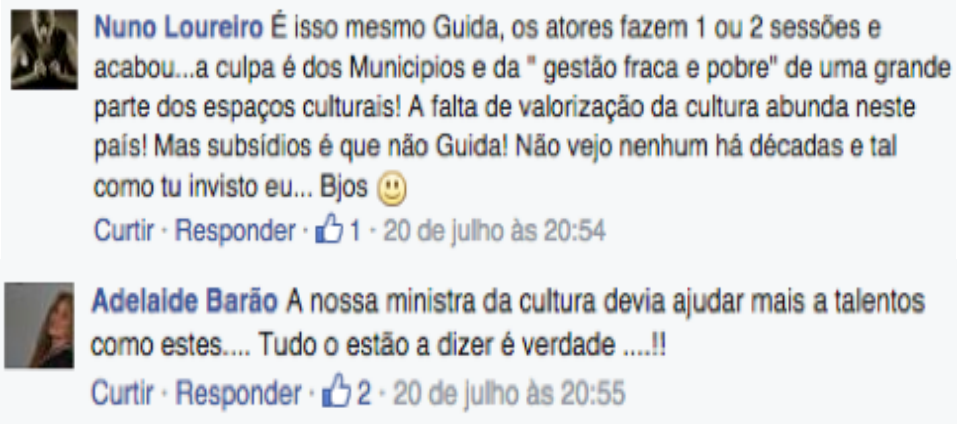 Nuno Loureiro É isso mesmo Guida, os atores fazem 1 ou 2 sessões e
acabou...a culpa é dos Municipios e da " gestão fraca e pobre" de uma grande
parte dos espaços culturais! A falta de valorização da cultura abunda neste
país! Mas subsídios é que não Guida! Não vejo nenhum há décadas e tal
como tu invisto eu... Bjos
Curtir · Responder · 1 · 20 de julho às 20:54
Adelaide Barão A nossa ministra da cultura devia ajudar mais a talentos
como estes.... Tudo o estão a dizer é verdade ....!!
Curtir · Responder · 2 · 20 de julho às 20:55